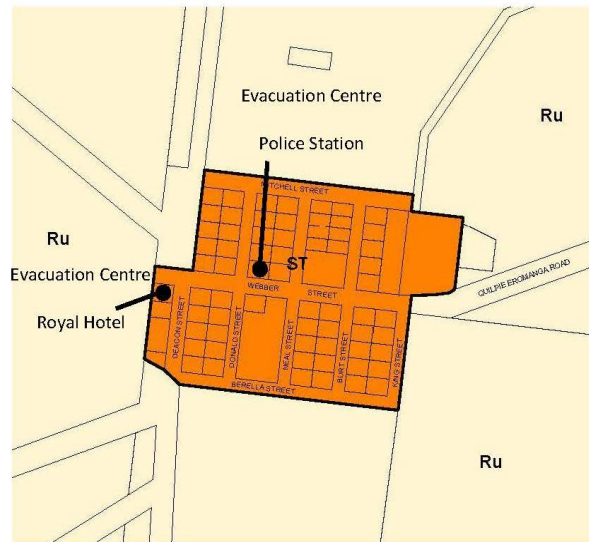 Evacuation Centre
Ru
Police Station
MITCHELL STREET
Ru
ST
Evacuation Centre
WEBBER STREET
QUILPIE EROMANGA ROAD
Royal Hotel
DEACON STREET
DONALD STREET
NEAL STREET
BURT STREET
KING STREET
BERELLA STREET
Ru